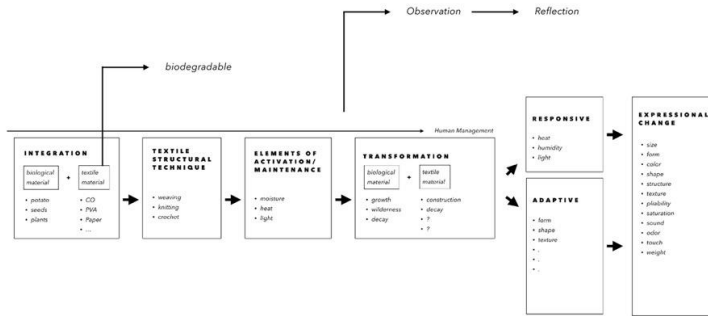 Observation
Reflection
biodegradable
Human Management
INTEGRATION
biological
material
+
textile
material
• potato
• seeds
• plants
• CO
• PVA
• Paper
• ...
TEXTILE
STRUCTURAL
TECHNIQUE
• weaving
• knitting
• crochet
ELEMENTS OF
ACTIVATION/
MAINTENANCE
• moisture
• heat
• light
TRANSFORMATION
biological
material
+
textile
material
• growth
• wilderness
• decay
• construction
• decay
• ?
• ?
RESPONSIVE
• heat
• humidity
• light
ADAPTIVE
• form
• shape
• texture
• .
• .
• .
EXPRESSIONAL
CHANGE
• size
• form
• color
• shape
• structure
• texture
• pliability
• saturation
• sound
• odor
• touch
• weight